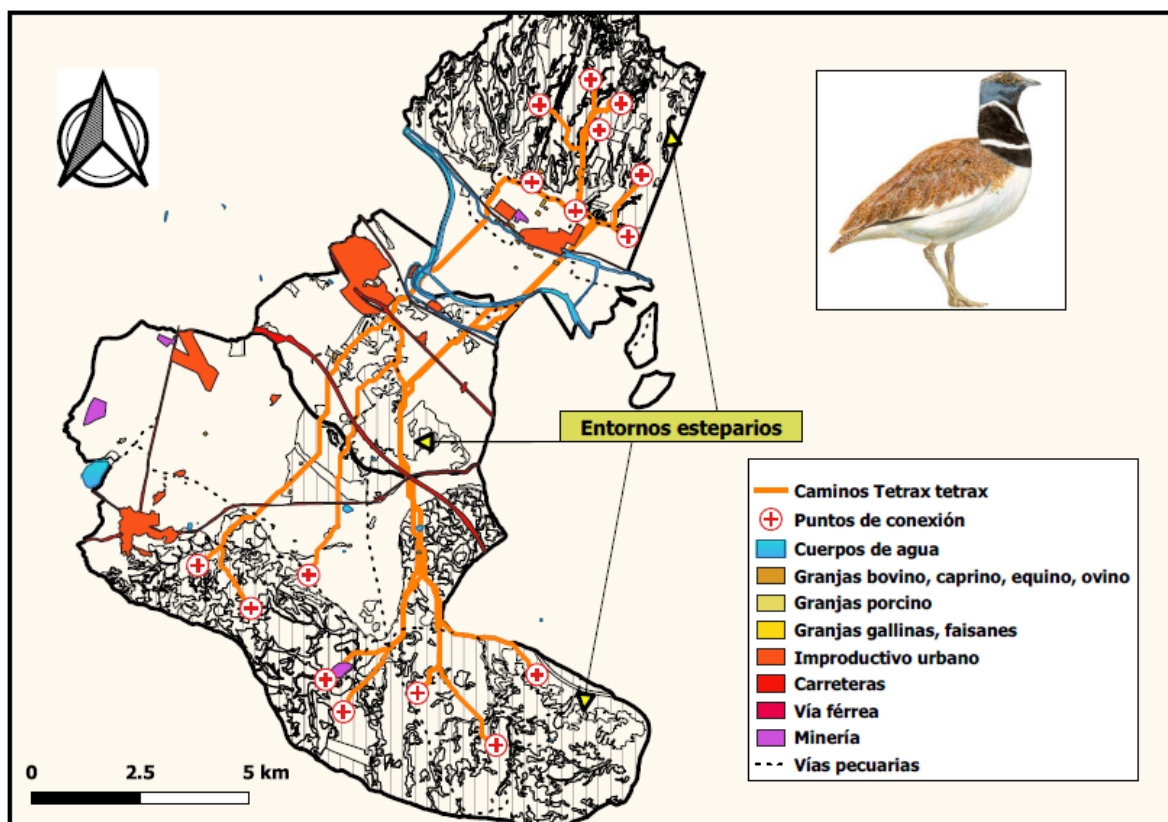 Entornos esteparios
Caminos Tetrax tetrax
Puntos de conexión
Cuerpos de agua
Granjas bovino, caprino, equino, ovino
Granjas porcino
Granjas gallinas, faisanes
Improductivo urbano
Carreteras
Vía férrea
Minería
Vías pecuarias
0 2.5 5 km